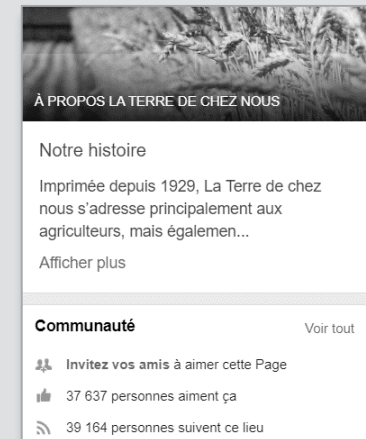 À PROPOS LA TERRE DE CHEZ NOUS
Notre histoire
Imprimée depuis 1929, La Terre de chez
nous s’adresse principalement aux
agriculteurs, mais égalemen...
Afficher plus
Communauté
Voir tout
Invitez vos amis à aimer cette Page
37 637 personnes aiment ça
39 164 personnes suivent ce lieu